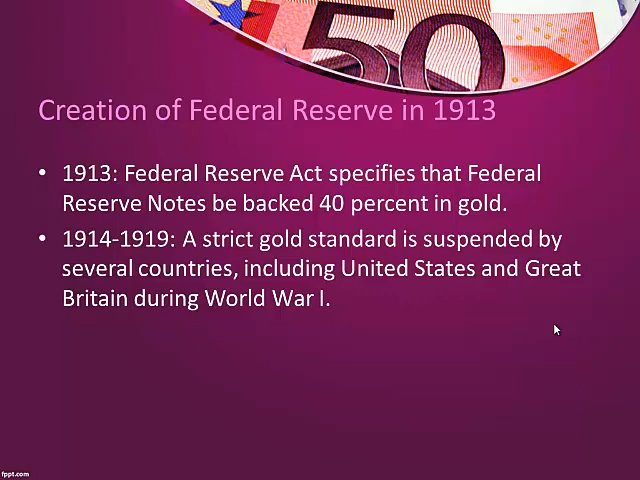 50
Creation of Federal Reserve in 1913
• 1913: Federal Reserve Act specifies that Federal
Reserve Notes be backed 40 percent in gold.
• 1914-1919: A strict gold standard is suspended by
several countries, including United States and Great
Britain during World War I.
fppt.com